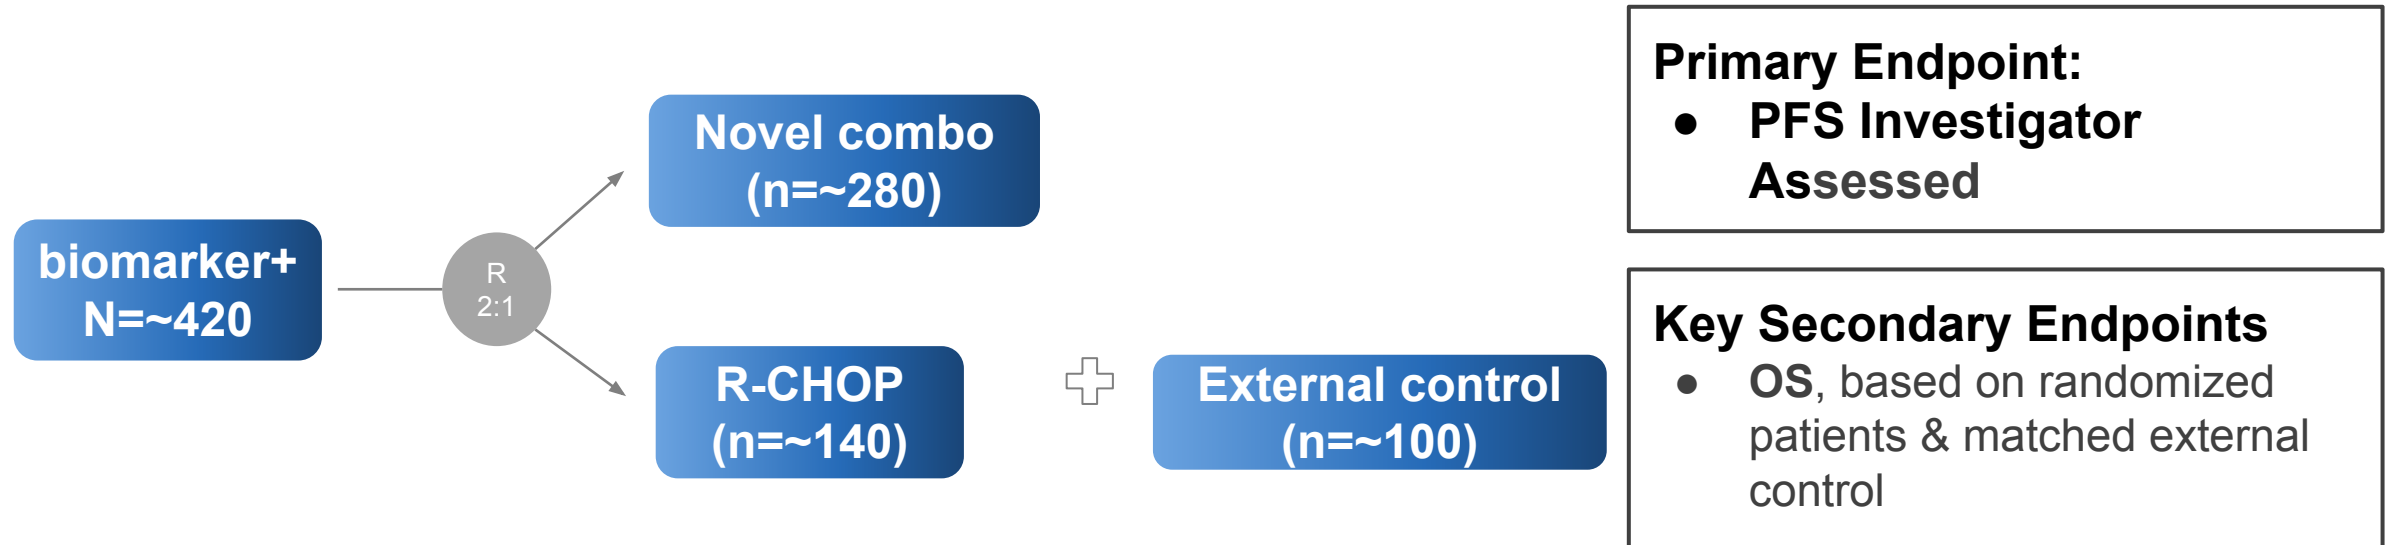 biomarker+
N=~420
R
2:1
Novel combo
(n=~280)
R-CHOP
(n=~140)
External control
(n=~100)
Primary Endpoint:
● PFS Investigator
Assessed
Key Secondary Endpoints
● OS, based on randomized
patients & matched external
control